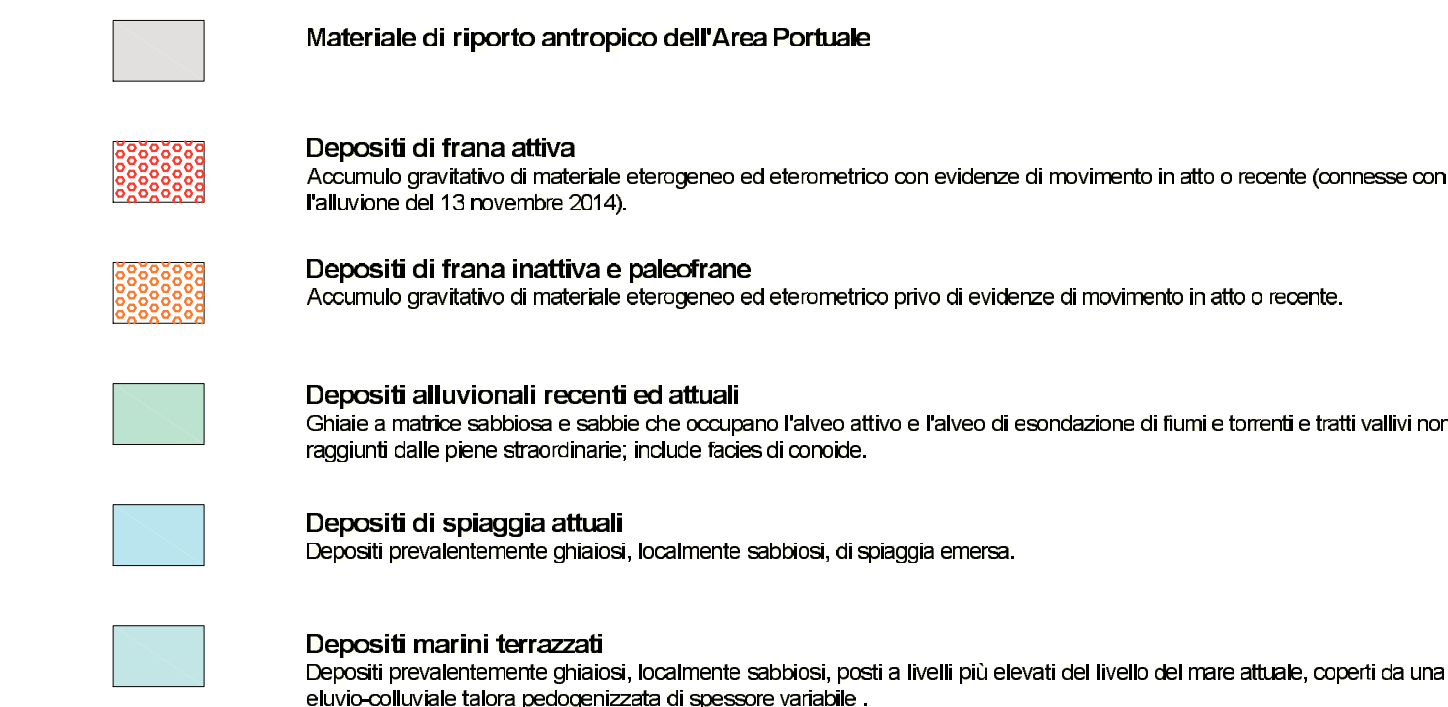 Materiale di riporto antropico dell'Area Portuale
Depositi di frana attiva
Accumulo gravitativo di materiale eterogeneo ed eterometrico con evidenze di movimento in atto o recente (connesse con
l'alluvione del 13 novembre 2014).
Depositi di frana inattiva e paleofrane
Accumulo gravitativo di materiale eterogeneo ed eterometrico privo di evidenze di movimento in atto o recente.
Depositi alluvionali recenti ed attuali
Ghiaie a matrice sabbiosa e sabbie che occupano l'alveo attivo e l'alveo di esondazione di fiumi e torrenti e tratti vallivi non
raggiunti dalle piene straordinarie; include facies di conoide.
Depositi di spiaggia attuali
Depositi prevalentemente ghiaiosi, localmente sabbiosi, di spiaggia emersa.
Depositi marini terrazzati
Depositi prevalentemente ghiaiosi, localmente sabbiosi, posti a livelli più elevati del livello del mare attuale, coperti da una
eluvio-colluviale talora pedogenizzata di spessore variabile .